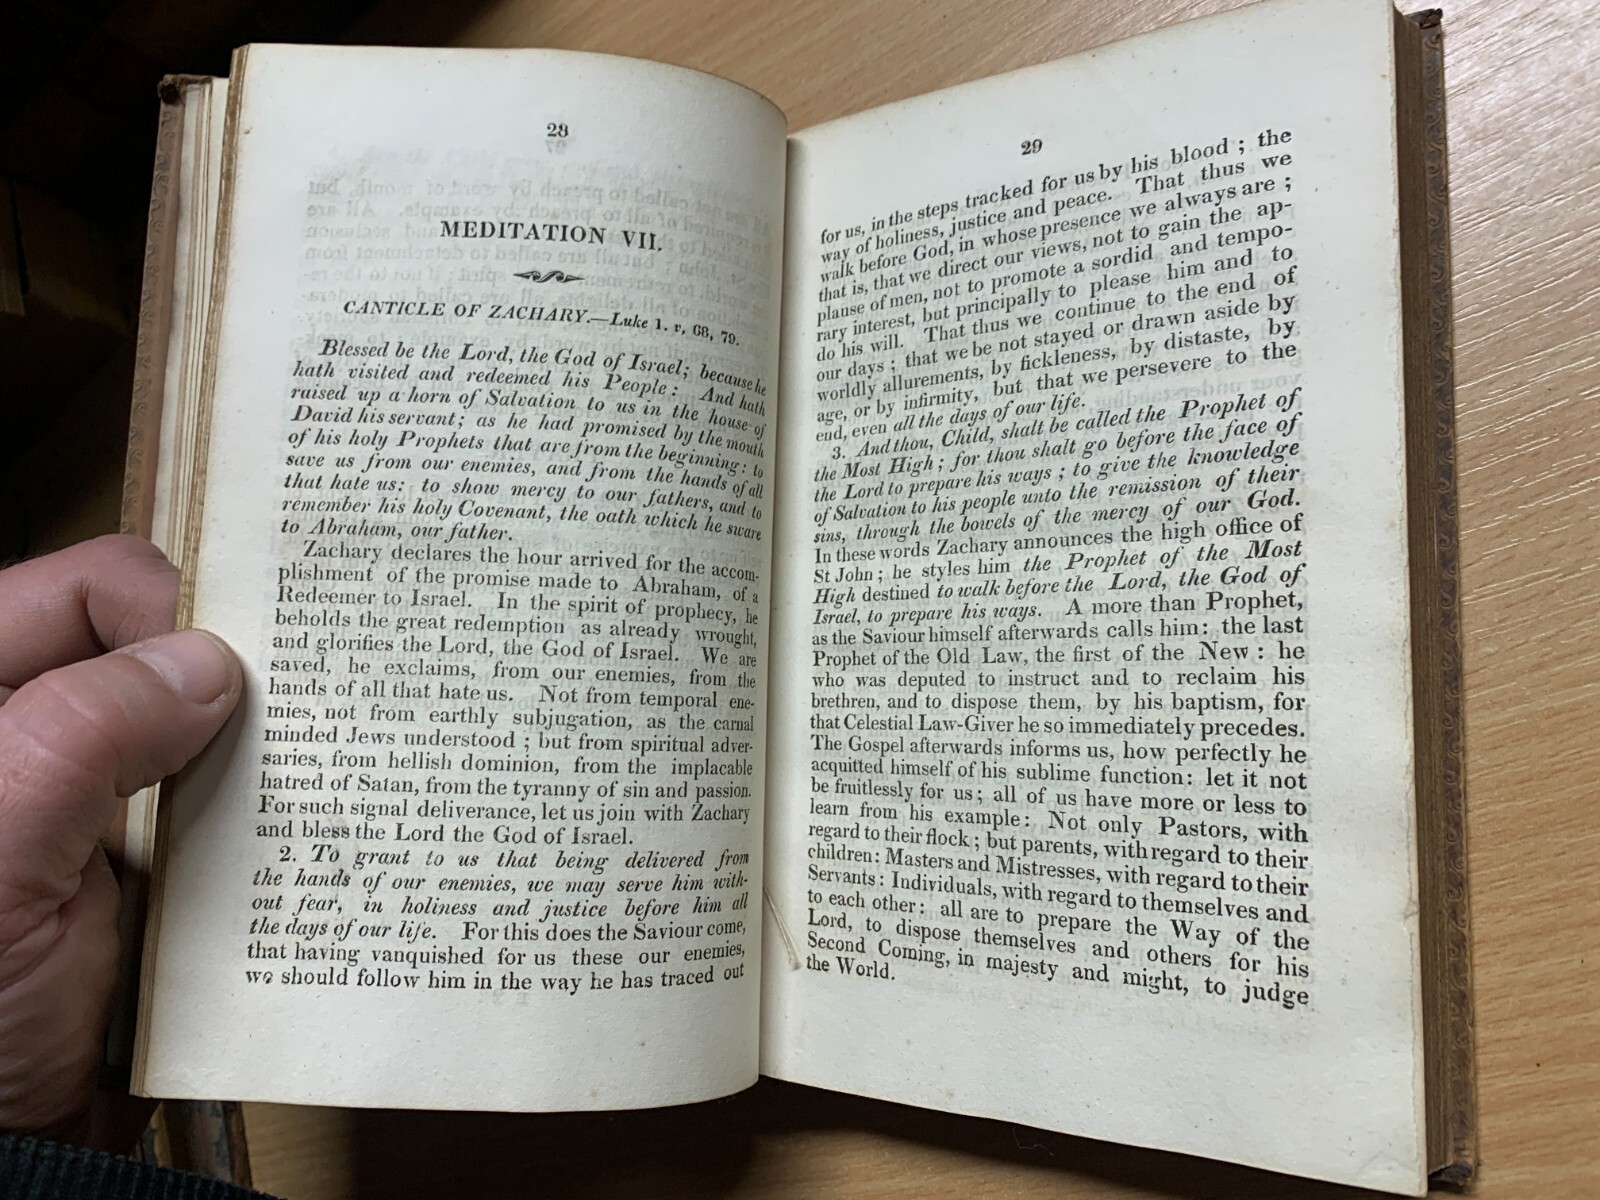 28
MEDITATION VII.
CANTICLE OF ZACHARY.—Luke 1. v, 68, 79.
Blessed be the Lord, the God of Israel; because he
hath visited and redeemed his People: And hath
raised up a horn of Salvation to us in the house of
David his servant; as he had promised by the mouth
of his holy Prophets that are from the beginning: to
save us from our enemies, and from the hands of all
that hate us: to show mercy to our fathers, and to
remember his holy Covenant, the oath which he sware
to Abraham, our father.
Zachary declares the hour arrived for the accom-
plishment of the promise made to Abraham, of a
Redeemer to Israel. In the spirit of prophecy, he
beholds the great redemption as already wrought,
and glorifies the Lord, the God of Israel. We are
saved, he exclaims, from our enemies, from the
hands of all that hate us. Not from temporal ene-
mies, not from earthly subjugation, as the carnal
minded Jews understood ; but from spiritual adver-
saries, from hellish dominion, from the implacable
hatred of Satan, from the tyranny of sin and passion.
For such signal deliverance, let us join with Zachary
and bless the Lord the God of Israel.
2. To grant to us that being delivered from
the hands of our enemies, we may serve him with-
out fear, in holiness and justice before him all
the days of our life. For this does the Saviour come,
that having vanquished for us these our enemies,
we should follow him in the way he has traced out
29
for us, in the steps tracked for us by his blood ; the
way of holiness, justice and peace. That thus we
walk before God, in whose presence we always are ;
that is, that we direct our views, not to gain the ap-
plause of men, not to promote a sordid and tempo-
rary interest, but principally to please him and to
do his will. That thus we continue to the end of
our days ; that we be not stayed or drawn aside by
worldly allurements, by fickleness, by distaste, by
age, or by infirmity, but that we persevere to the
end, even all the days of our life.
3. And thou, Child, shalt be called the Prophet of
the Most High ; for thou shalt go before the face of
the Lord to prepare his ways ; to give the knowledge
of Salvation to his people unto the remission of their
sins, through the bowels of the mercy of our God.
In these words Zachary announces the high office of
St John ; he styles him the Prophet of the Most
High destined to walk before the Lord, the God of
Israel, to prepare his ways. A more than Prophet,
as the Saviour himself afterwards calls him: the last
Prophet of the Old Law, the first of the New : he
who was deputed to instruct and to reclaim his
brethren, and to dispose them, by his baptism, for
that Celestial Law-Giver he so immediately precedes.
The Gospel afterwards informs us, how perfectly he
acquitted himself of his sublime function: let it not
be fruitlessly for us ; all of us have more or less to
learn from his example: Not only Pastors, with
regard to their flock ; but parents, with regard to their
children: Masters and Mistresses, with regard to their
Servants: Individuals, with regard to themselves and
to each other: all are to prepare the Way of the
Lord, to dispose themselves and others for his
Second Coming, in majesty and might, to judge
the World.